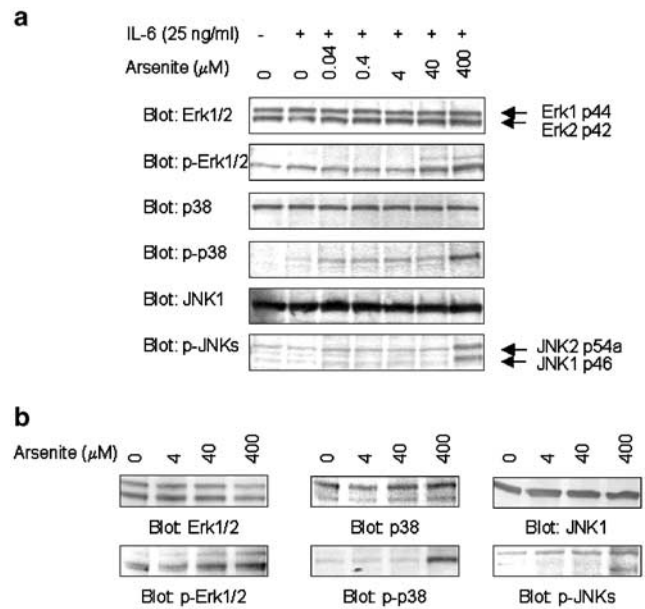 a
IL-6 (25 ng/ml) - + + + + + +
Arsenite (μM) 0 0 0.04 0.4 4 40 400
Blot: Erk1/2
Erk1 p44
Erk2 p42
Blot: p-Erk1/2
Blot: p38
Blot: p-p38
Blot: JNK1
Blot: p-JNKs
JNK2 p54a
JNK1 p46
b
Arsenite (μM) 0 4 40 400 0 4 40 400 0 4 40 400
Blot: Erk1/2 Blot: p38 Blot: JNK1
Blot: p-Erk1/2 Blot: p-p38 Blot: p-JNKs